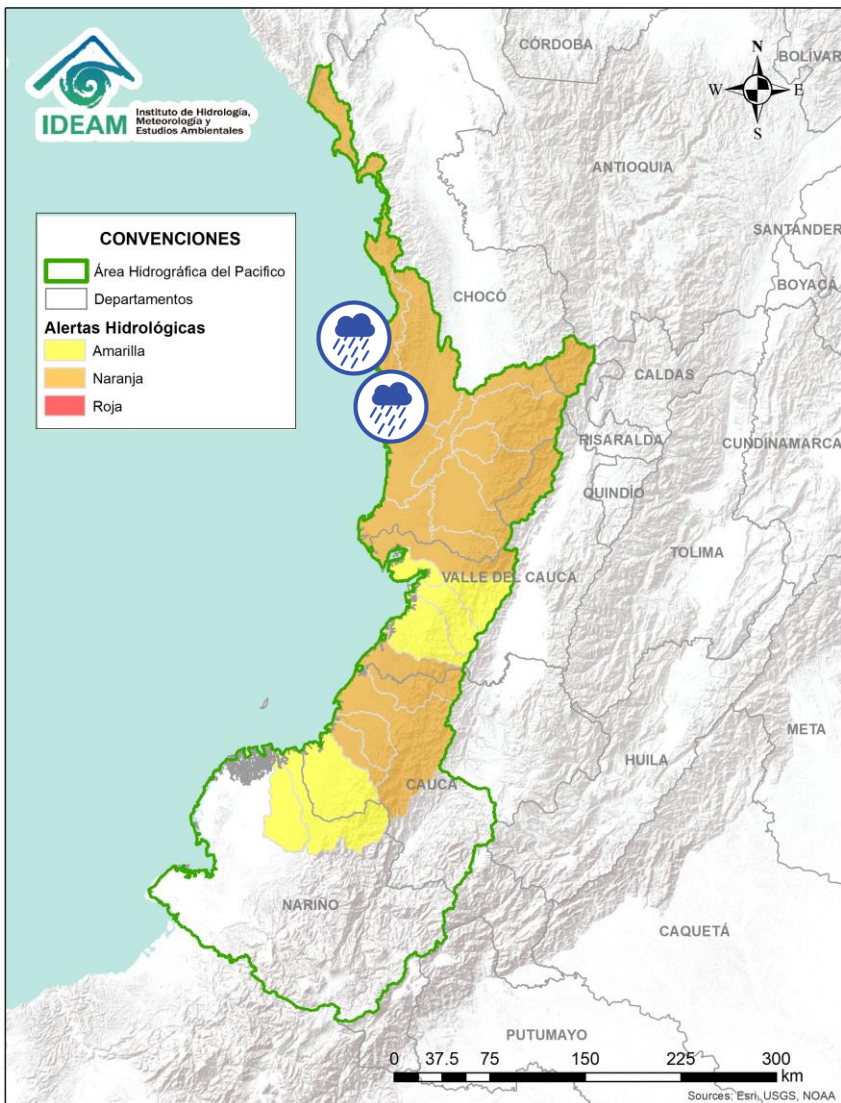 IDEAM
Instituto de Hidrología,
Meteorología y
Estudios Ambientales
CÓRDOBA
BOLÍVAR
N
W
E
S
ANTIOQUIA
SANTANDER
BOYACÁ
CONVENCIONES
Área Hidrográfica del Pacifico
Departamentos
Alertas Hidrológicas
Amarilla
Naranja
Roja
CHOCÓ
CALDAS
RISARALDA
CUNDINAMARCA
QUINDÍO
TOLIMA
VALLE DEL CAUCA
META
HUILA
CAUCA
NARIÑO
CAQUETÁ
PUTUMAYO
0 37.5 75 150 225 300
km
Sources: Esri, USGS, NOAA